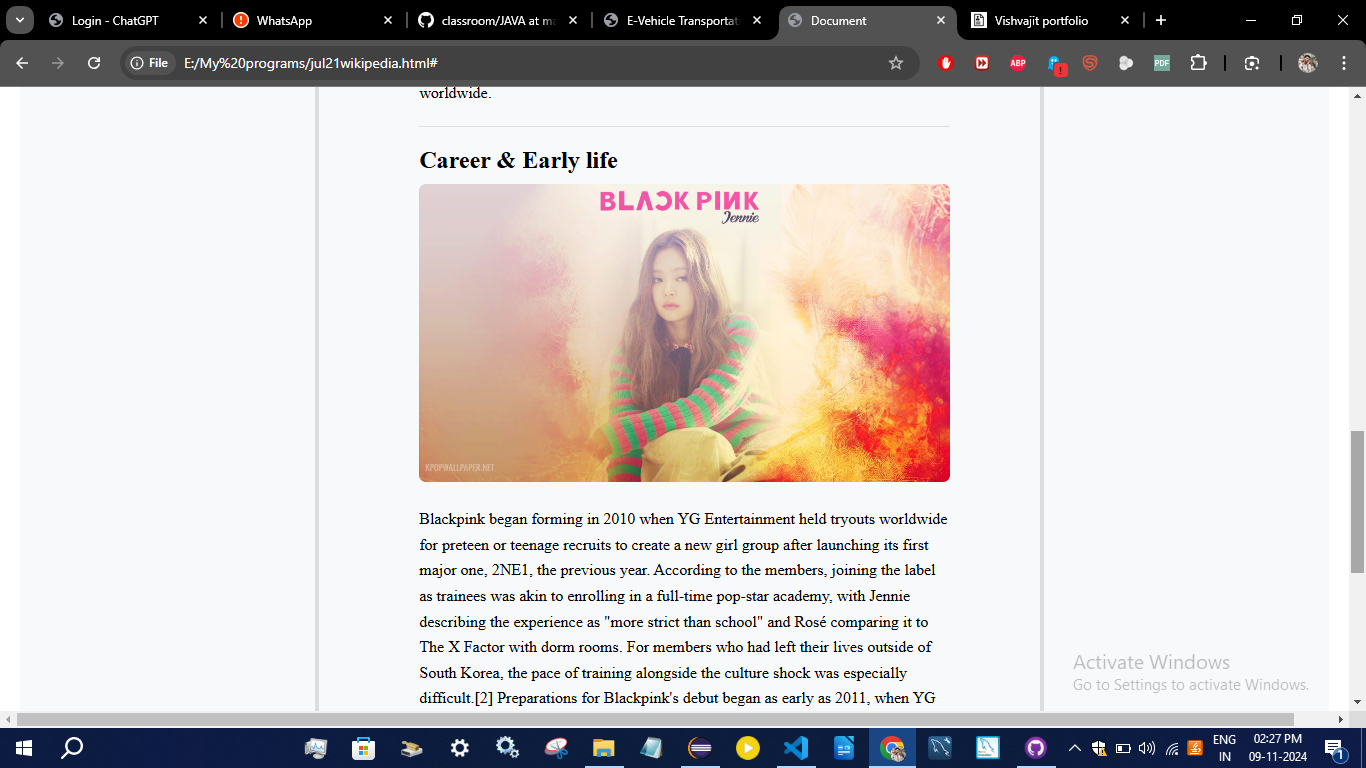 Login - ChatGPT
WhatsApp
classroom/JAVA at ma
E-Vehicle Transportat
Document
Vishvajit portfolio
File
E:/My%20programs/jul21wikipedia.html#
ABP
PDF
worldwide.
Career & Early life
BLACKPINK
Jennie
KPOPWALLPAPER.NET
Blackpink began forming in 2010 when YG Entertainment held tryouts worldwide
for preteen or teenage recruits to create a new girl group after launching its first
major one, 2NE1, the previous year. According to the members, joining the label
as trainees was akin to enrolling in a full-time pop-star academy, with Jennie
describing the experience as "more strict than school" and Rosé comparing it to
The X Factor with dorm rooms. For members who had left their lives outside of
South Korea, the pace of training alongside the culture shock was especially
difficult.[2] Preparations for Blackpink's debut began as early as 2011, when YG
Activate Windows
Go to Settings to activate Windows.
ENG
IN
02:27 PM
09-11-2024
1